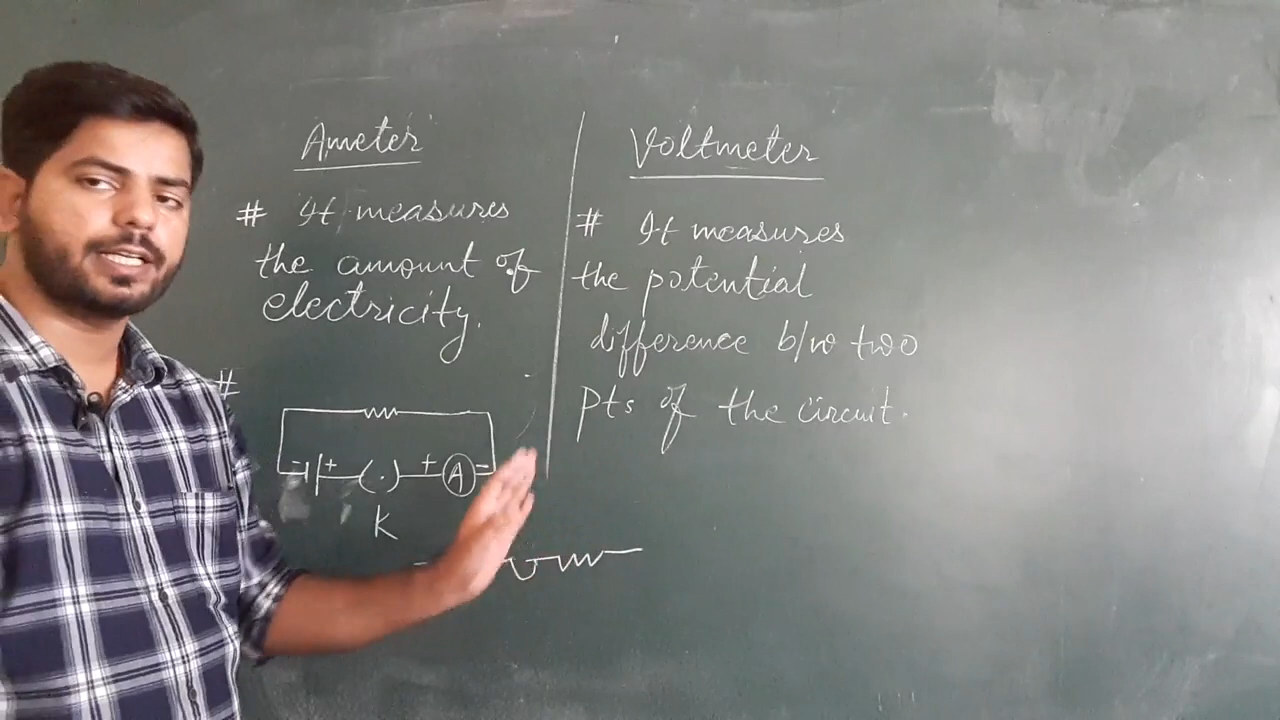 Ameter
# It measures
the amount of
electricity.
#
- + ( . ) + A -
K
Voltmeter
# It measures
the potential
difference b/w two
Pts of the circuit.